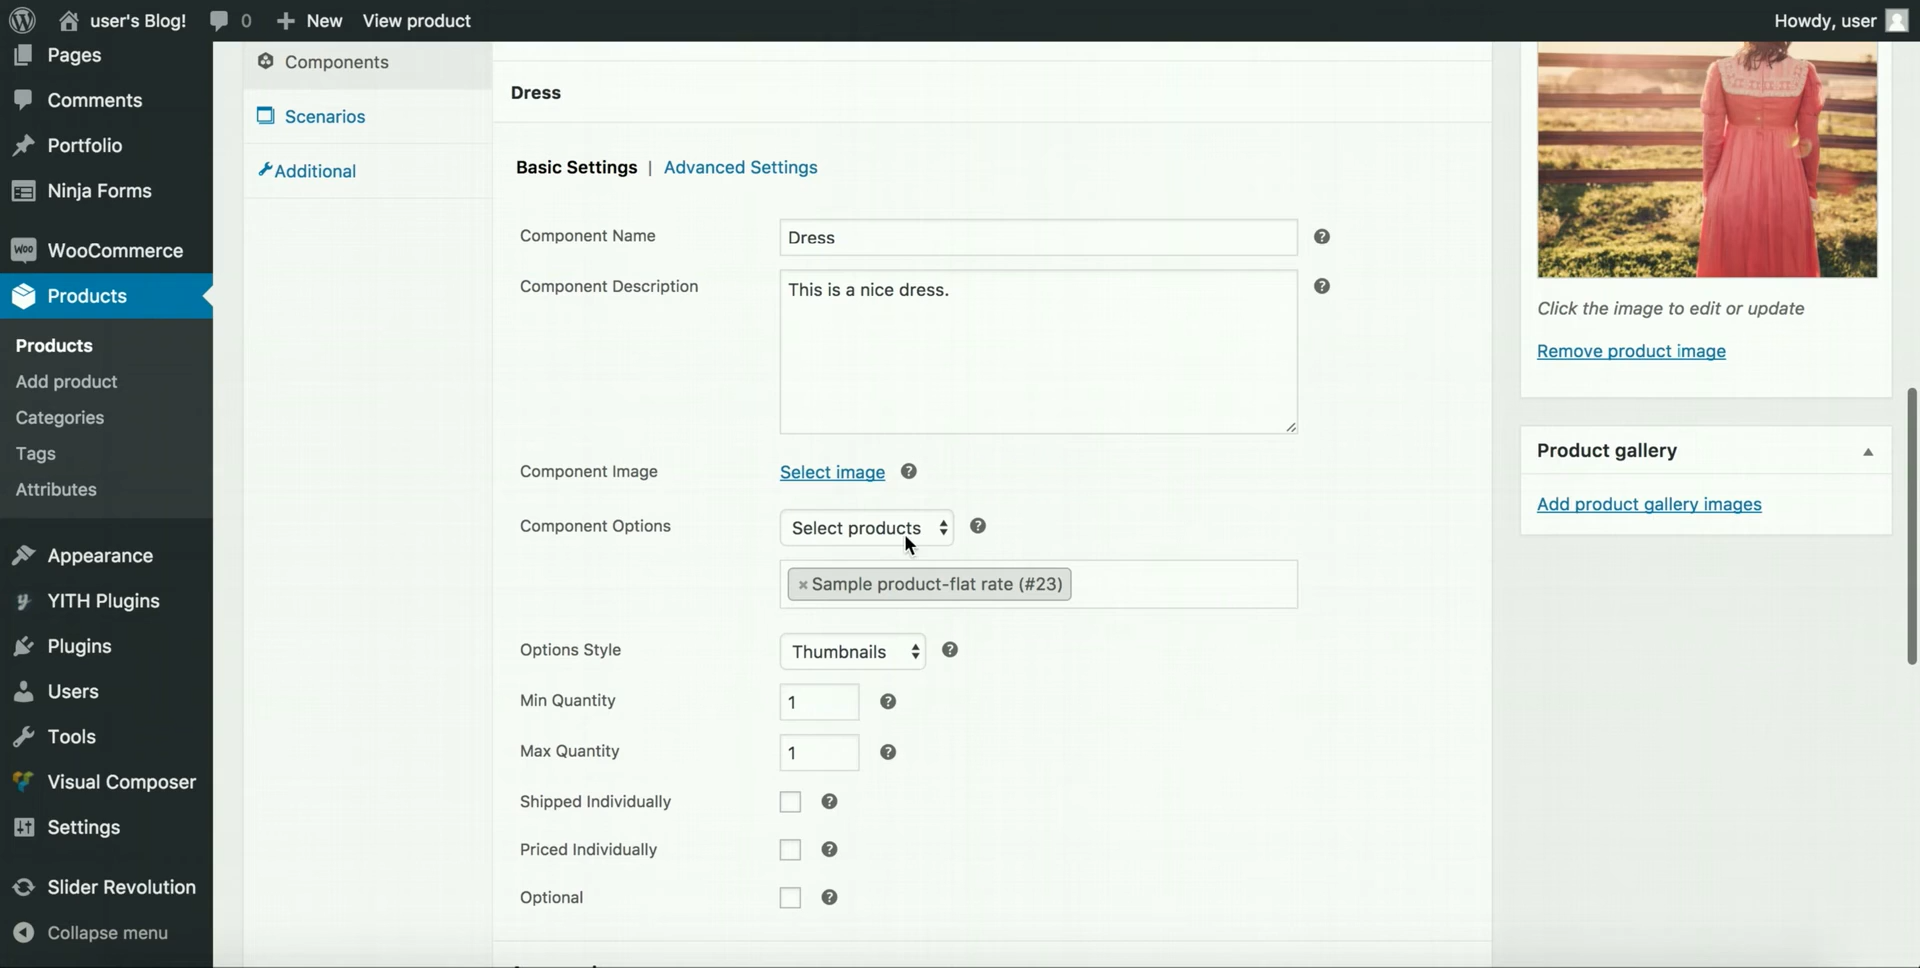 user's Blog! 0 New View product Howdy, user
Pages
Comments
Portfolio
Ninja Forms
WooCommerce
Products
Products
Add product
Categories
Tags
Attributes
Appearance
YITH Plugins
Plugins
Users
Tools
Visual Composer
Settings
Slider Revolution
Collapse menu
Components
Scenarios
Additional
Dress
Basic Settings | Advanced Settings
Component Name Dress
Component Description This is a nice dress.
Component Image Select image
Component Options Select products
× Sample product-flat rate (#23)
Options Style Thumbnails
Min Quantity 1
Max Quantity 1
Shipped Individually
Priced Individually
Optional
Click the image to edit or update
Remove product image
Product gallery
Add product gallery images